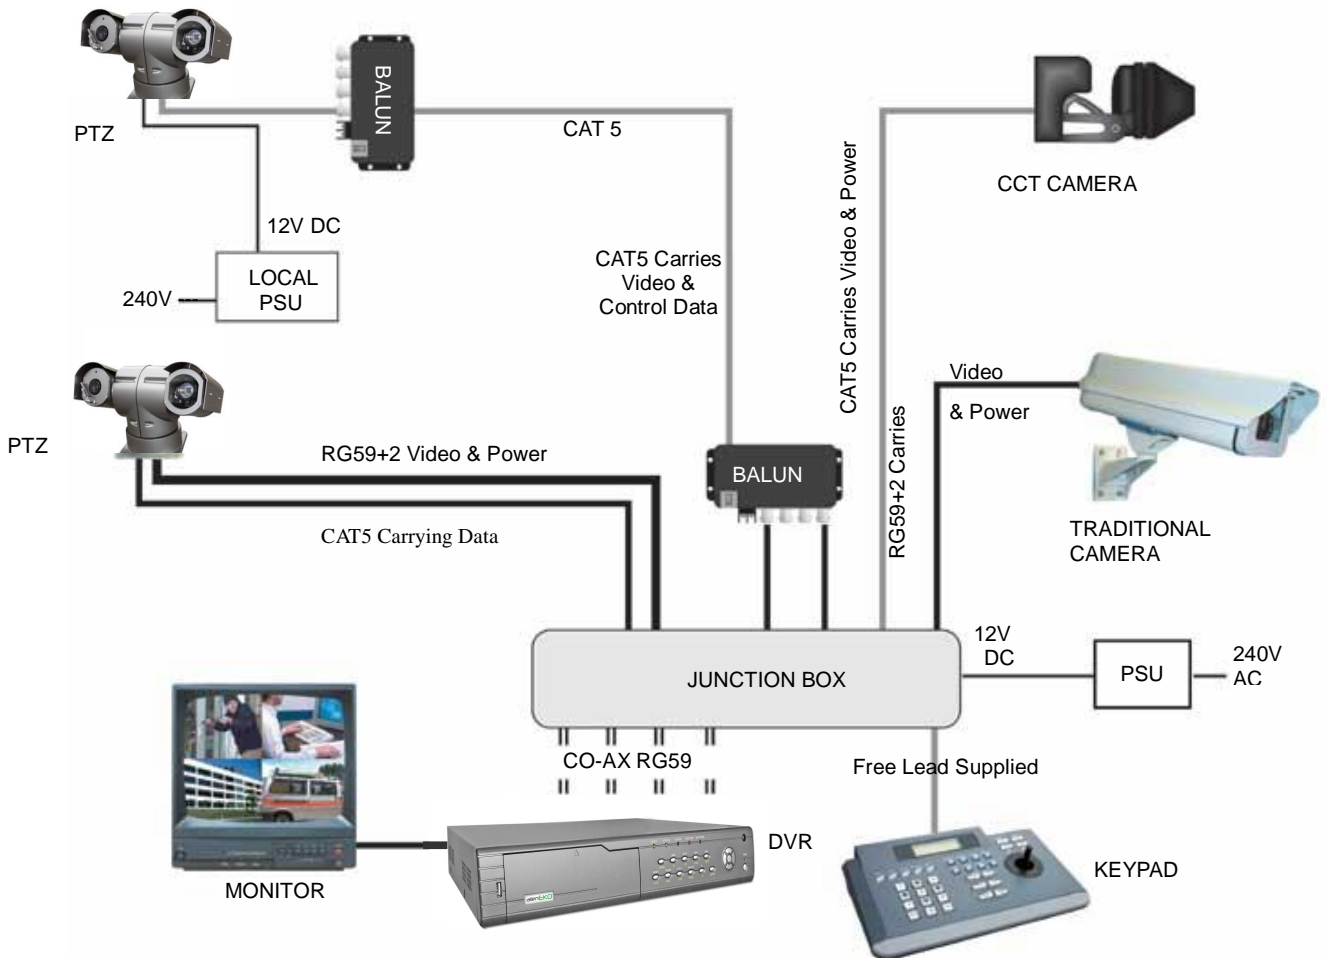 BALUN
PTZ
CAT 5
CCT CAMERA
12V DC
LOCAL
PSU
240V
CAT5 Carries
Video &
Control Data
CAT5 Carries Video & Power
RG59+2 Carries
Video
& Power
PTZ
RG59+2 Video & Power
BALUN
CAT5 Carrying Data
TRADITIONAL
CAMERA
12V
DC
PSU
240V
AC
JUNCTION BOX
CO-AX RG59
Free Lead Supplied
DVR
KEYPAD
MONITOR